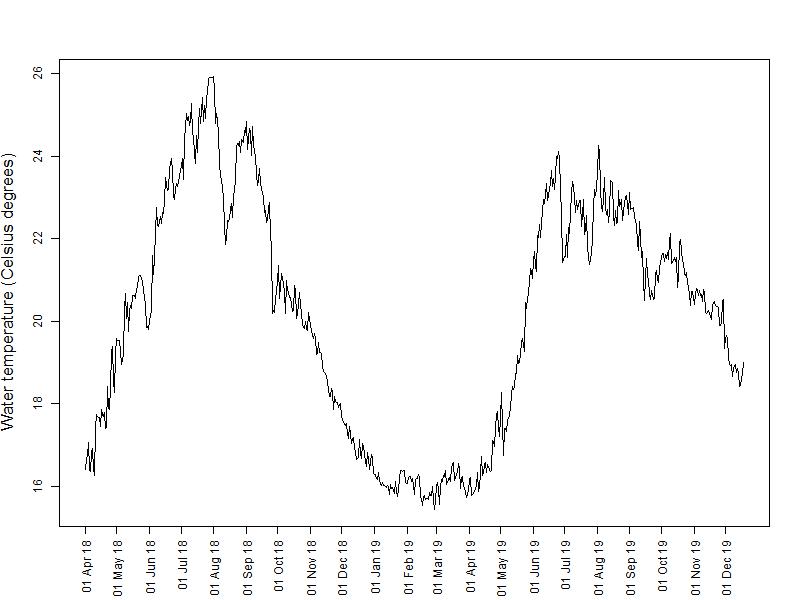 Water temperature (Celsius degrees)
26
24
22
20
18
16
01 Apr 18
01 May 18
01 Jun 18
01 Jul 18
01 Aug 18
01 Sep 18
01 Oct 18
01 Nov 18
01 Dec 18
01 Jan 19
01 Feb 19
01 Mar 19
01 Apr 19
01 May 19
01 Jun 19
01 Jul 19
01 Aug 19
01 Sep 19
01 Oct 19
01 Nov 19
01 Dec 19